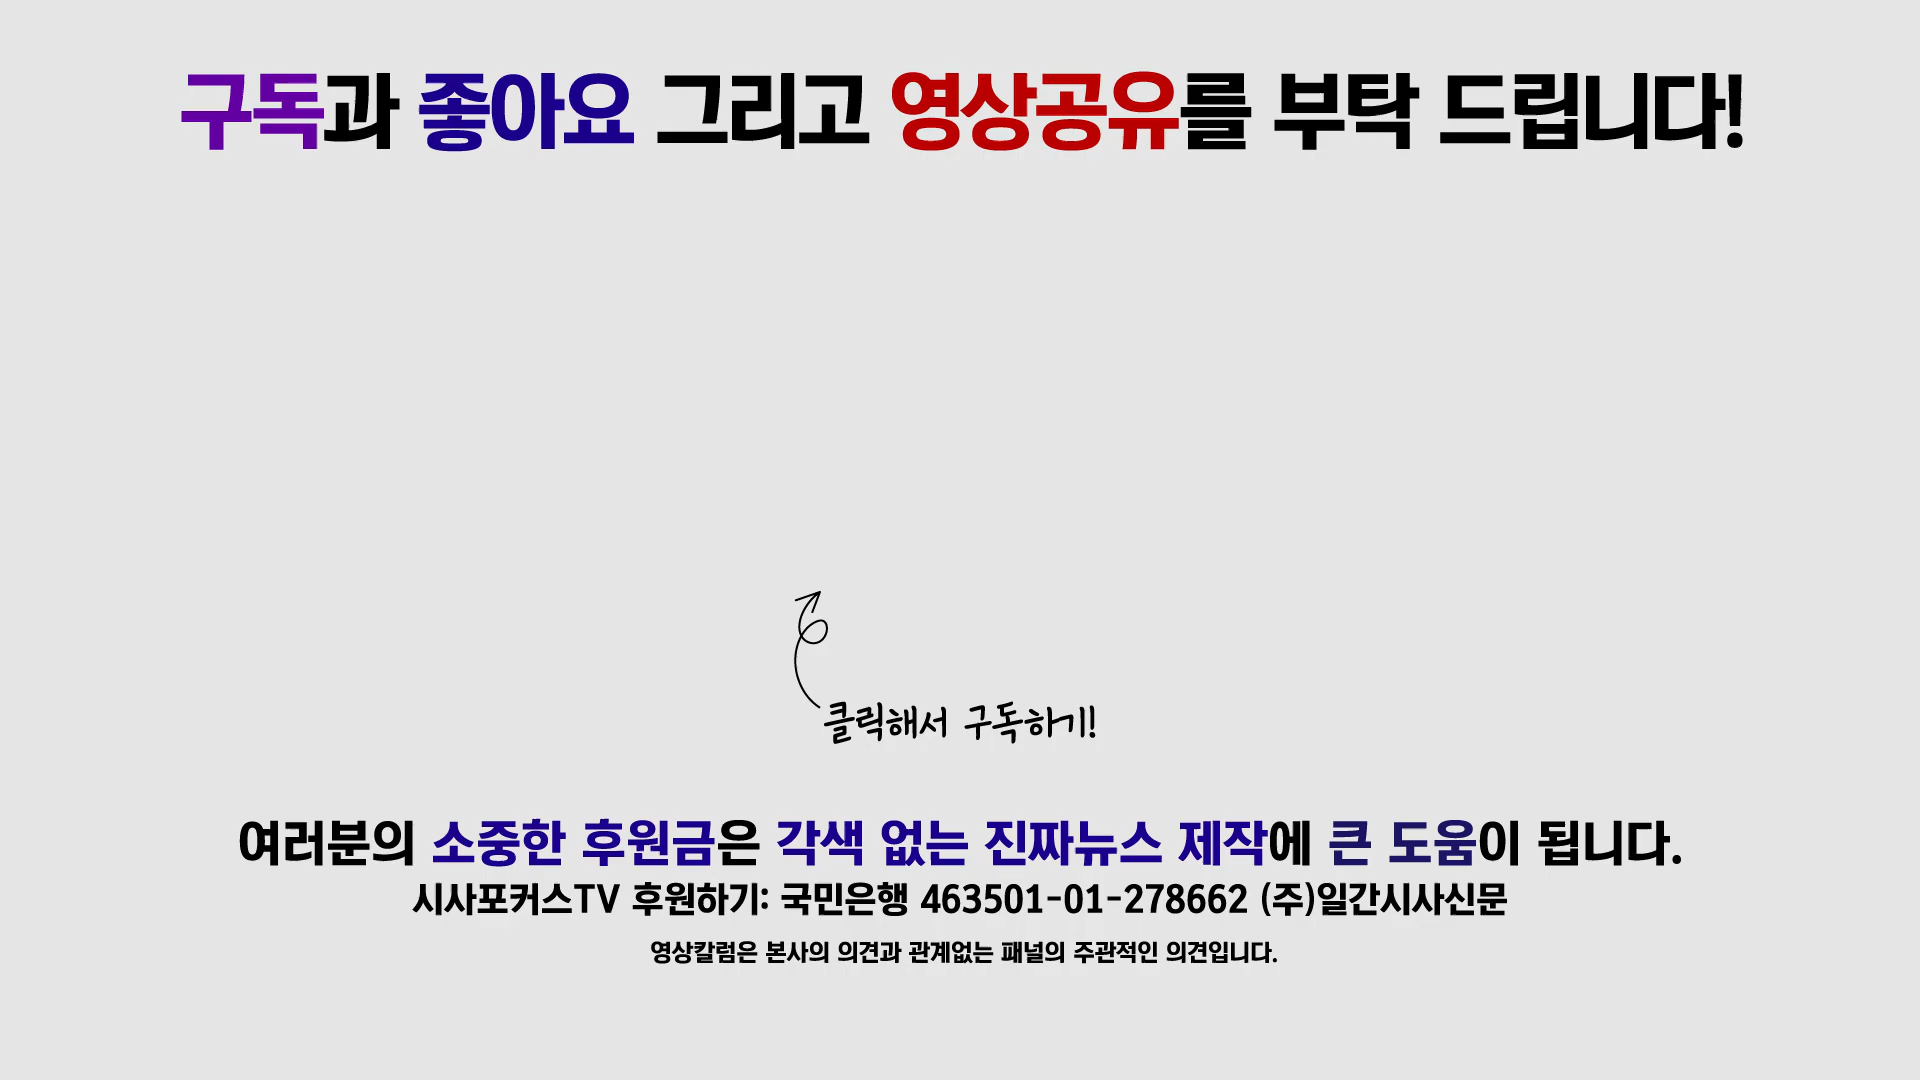 구독과 좋아요 그리고 영상공유를 부탁 드립니다!
클릭해서 구독하기!
여러분의 소중한 후원금은 각색 없는 진짜뉴스 제작에 큰 도움이 됩니다.
시사포커스TV 후원하기: 국민은행 463501-01-278662 (주)일간시사신문
영상칼럼은 본사의 의견과 관계없는 패널의 주관적인 의견입니다.